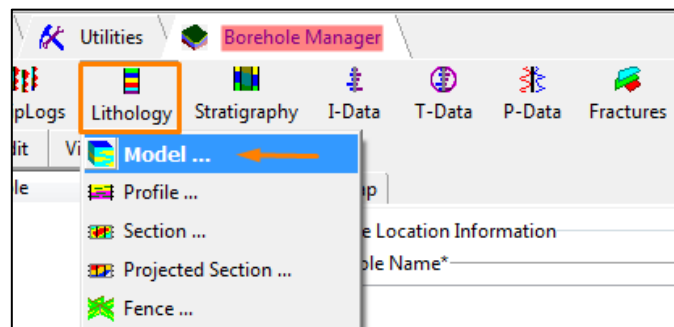 Utilities Borehole Manager
pLogs Lithology Stratigraphy I-Data T-Data P-Data Fractures
dit Vi
Model ...
le
Profile ... ap
Section ... e Location Information
Projected Section ... ole Name*
Fence ...